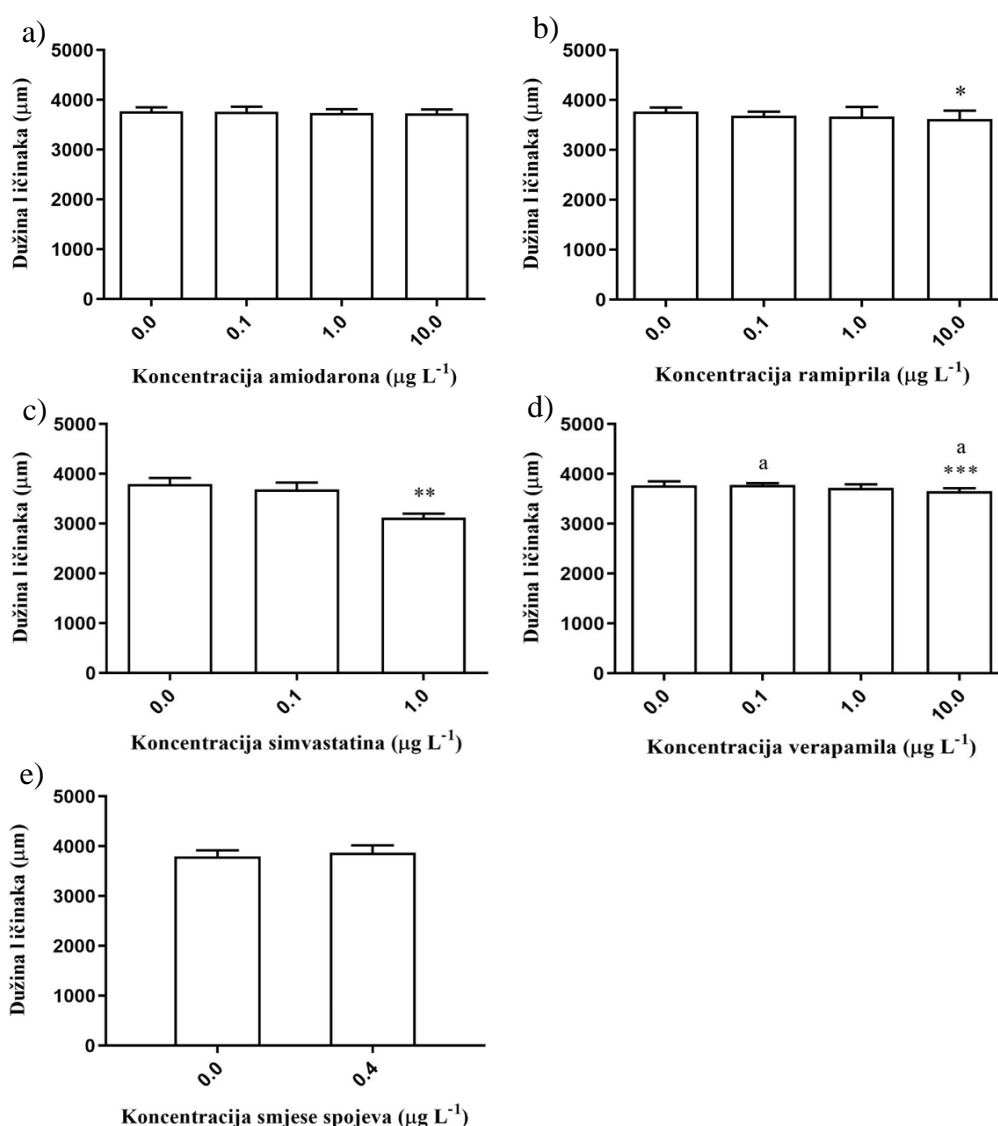 a)
Dužina ličinaka (μm)
5000
4000
3000
2000
1000
0
0.0
0.1
1.0
10.0
Koncentracija amiodarona (μg L⁻¹)
b)
Dužina ličinaka (μm)
5000
4000
3000
2000
1000
0
*
0.0
0.1
1.0
10.0
Koncentracija ramiprila (μg L⁻¹)
c)
Dužina ličinaka (μm)
5000
4000
3000
2000
1000
0
**
0.0
0.1
1.0
Koncentracija simvastatina (μg L⁻¹)
d)
Dužina ličinaka (μm)
5000
4000
3000
2000
1000
0
a
a
***
0.0
0.1
1.0
10.0
Koncentracija verapamila (μg L⁻¹)
e)
Dužina ličinaka (μm)
5000
4000
3000
2000
1000
0
0.0
0.4
Koncentracija smjese spojeva (μg L⁻¹)